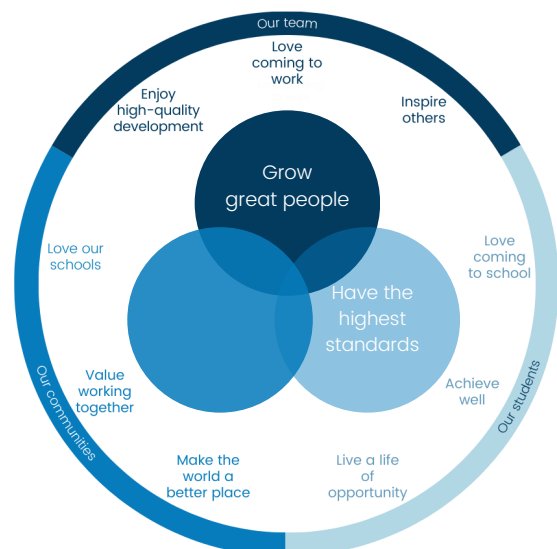 Our team
Love
coming to
work
Enjoy
high-quality
development
Inspire
others
Grow
great people
Love our
schools
Love
coming
to school
Have the
highest
standards
Value
working
together
Achieve
well
Our communities
Our students
Make the
world a
better place
Live a life
of
opportunity